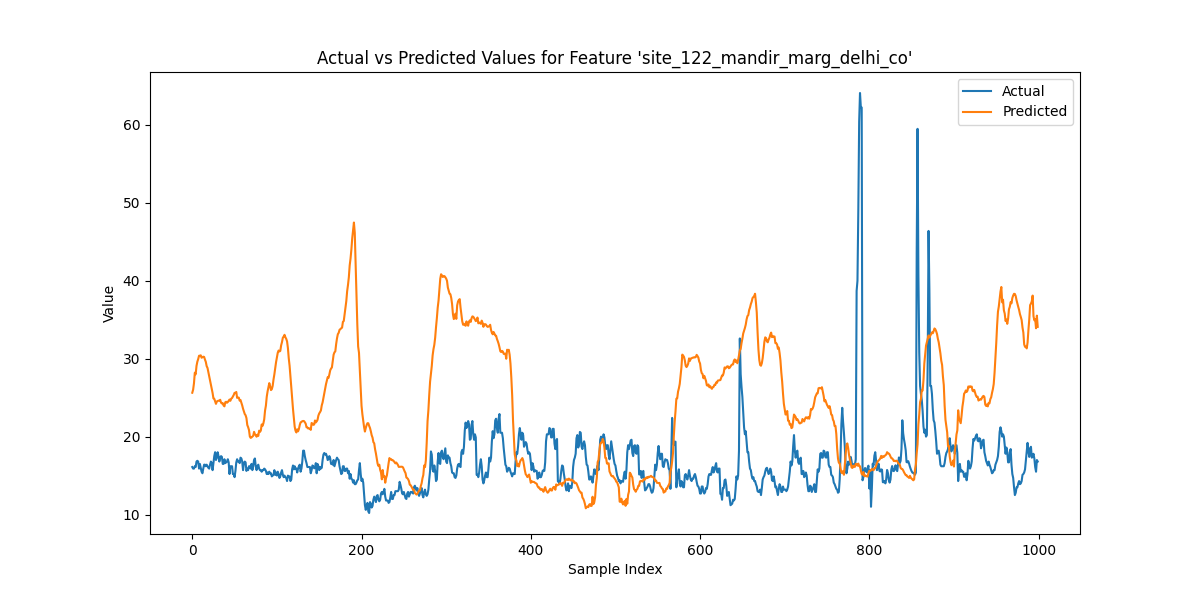 Actual vs Predicted Values for Feature 'site_122_mandir_marg_delhi_co'
Actual
Predicted
Value
60
50
40
30
20
10
0 200 400 600 800 1000
Sample Index